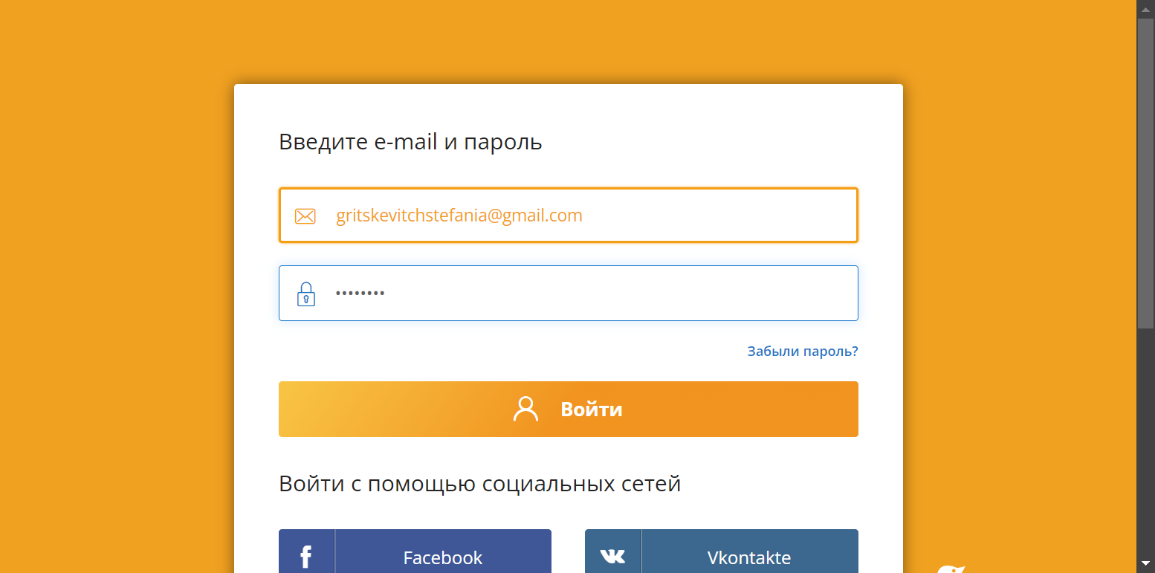 Введите e-mail и пароль
gritskevitchstefania@gmail.com
••••••••
Забыли пароль?
Войти
Войти с помощью социальных сетей
Facebook
Vkontakte